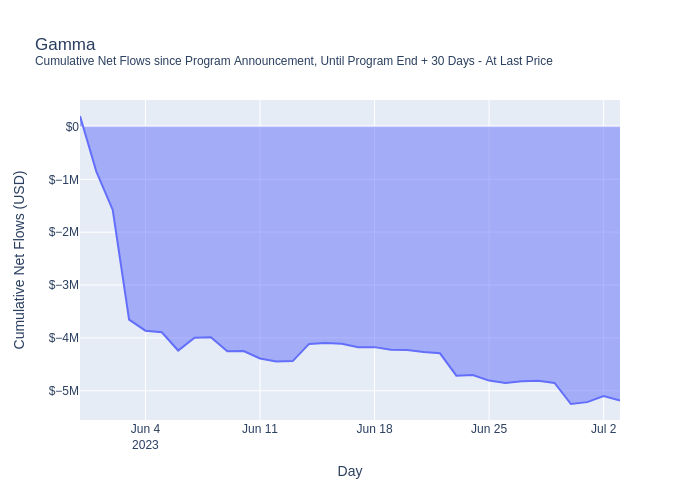 Gamma
Cumulative Net Flows since Program Announcement, Until Program End + 30 Days - At Last Price
Cumulative Net Flows (USD)
$0
$−1M
$−2M
$−3M
$−4M
$−5M
Jun 4
2023
Jun 11
Jun 18
Jun 25
Jul 2
Day